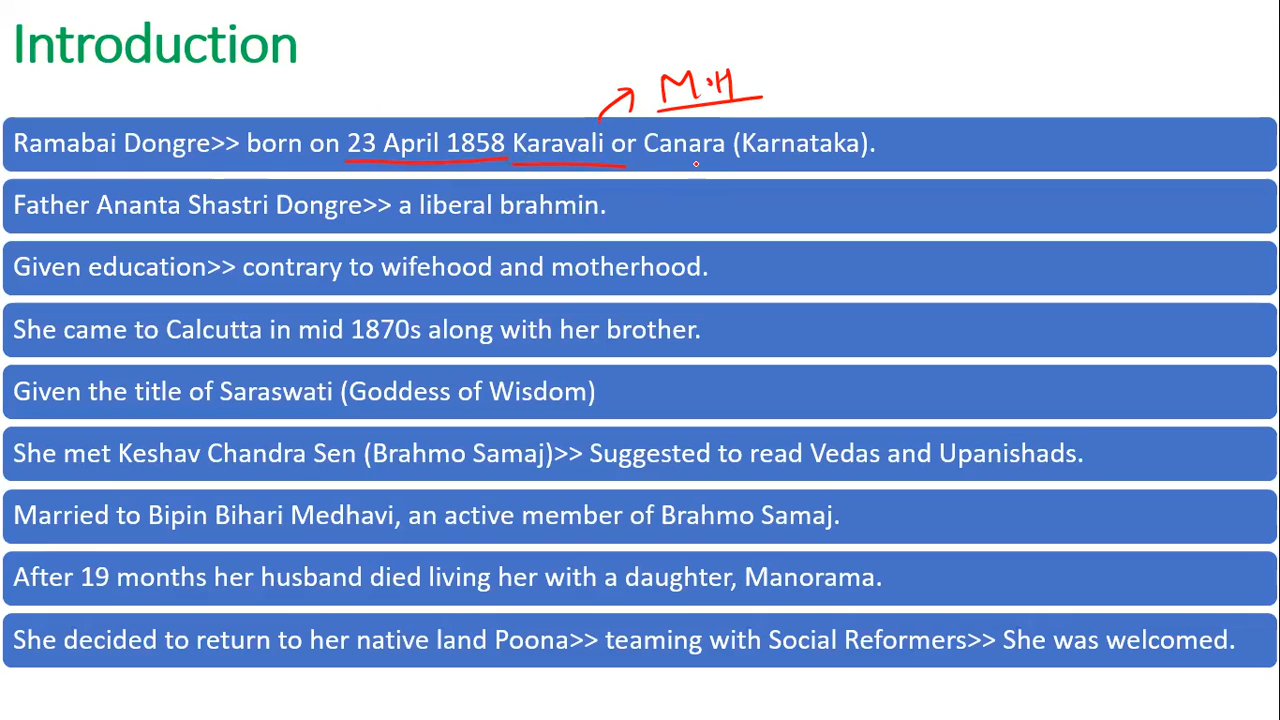 Introduction
M.H
Ramabai Dongre>> born on 23 April 1858 Karavali or Canara (Karnataka).
Father Ananta Shastri Dongre>> a liberal brahmin.
Given education>> contrary to wifehood and motherhood.
She came to Calcutta in mid 1870s along with her brother.
Given the title of Saraswati (Goddess of Wisdom)
She met Keshav Chandra Sen (Brahmo Samaj)>> Suggested to read Vedas and Upanishads.
Married to Bipin Bihari Medhavi, an active member of Brahmo Samaj.
After 19 months her husband died living her with a daughter, Manorama.
She decided to return to her native land Poona>> teaming with Social Reformers>> She was welcomed.